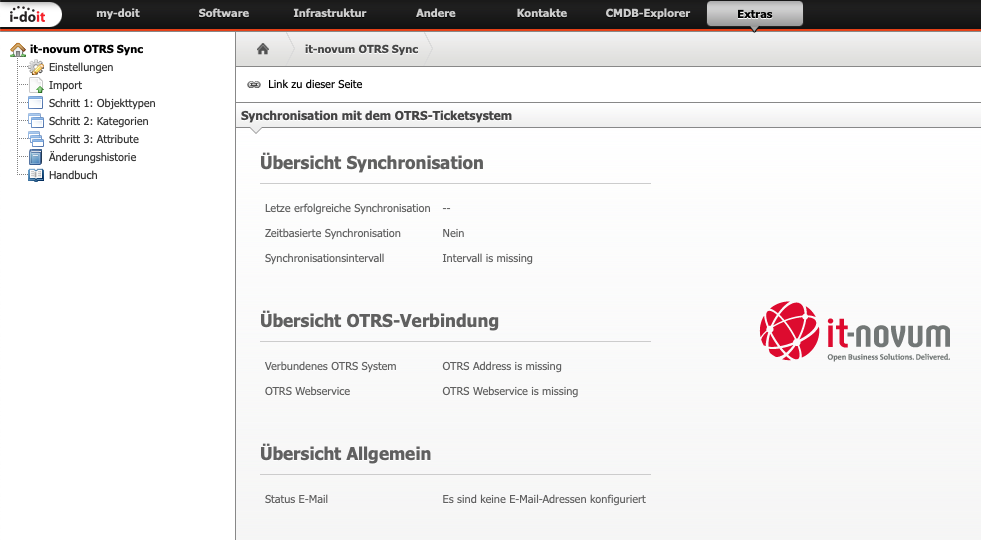 i-doit my-doit Software Infrastruktur Andere Kontakte CMDB-Explorer Extras
it-novum OTRS Sync
Einstellungen
Import
Schritt 1: Objekttypen
Schritt 2: Kategorien
Schritt 3: Attribute
Änderungshistorie
Handbuch
it-novum OTRS Sync
Link zu dieser Seite
Synchronisation mit dem OTRS-Ticketsystem
Übersicht Synchronisation
Letze erfolgreiche Synchronisation --
Zeitbasierte Synchronisation Nein
Synchronisationsintervall Intervall is missing
Übersicht OTRS-Verbindung
Verbundenes OTRS System OTRS Address is missing
OTRS Webservice OTRS Webservice is missing
Übersicht Allgemein
Status E-Mail Es sind keine E-Mail-Adressen konfiguriert
it-novum
Open Business Solutions. Delivered.